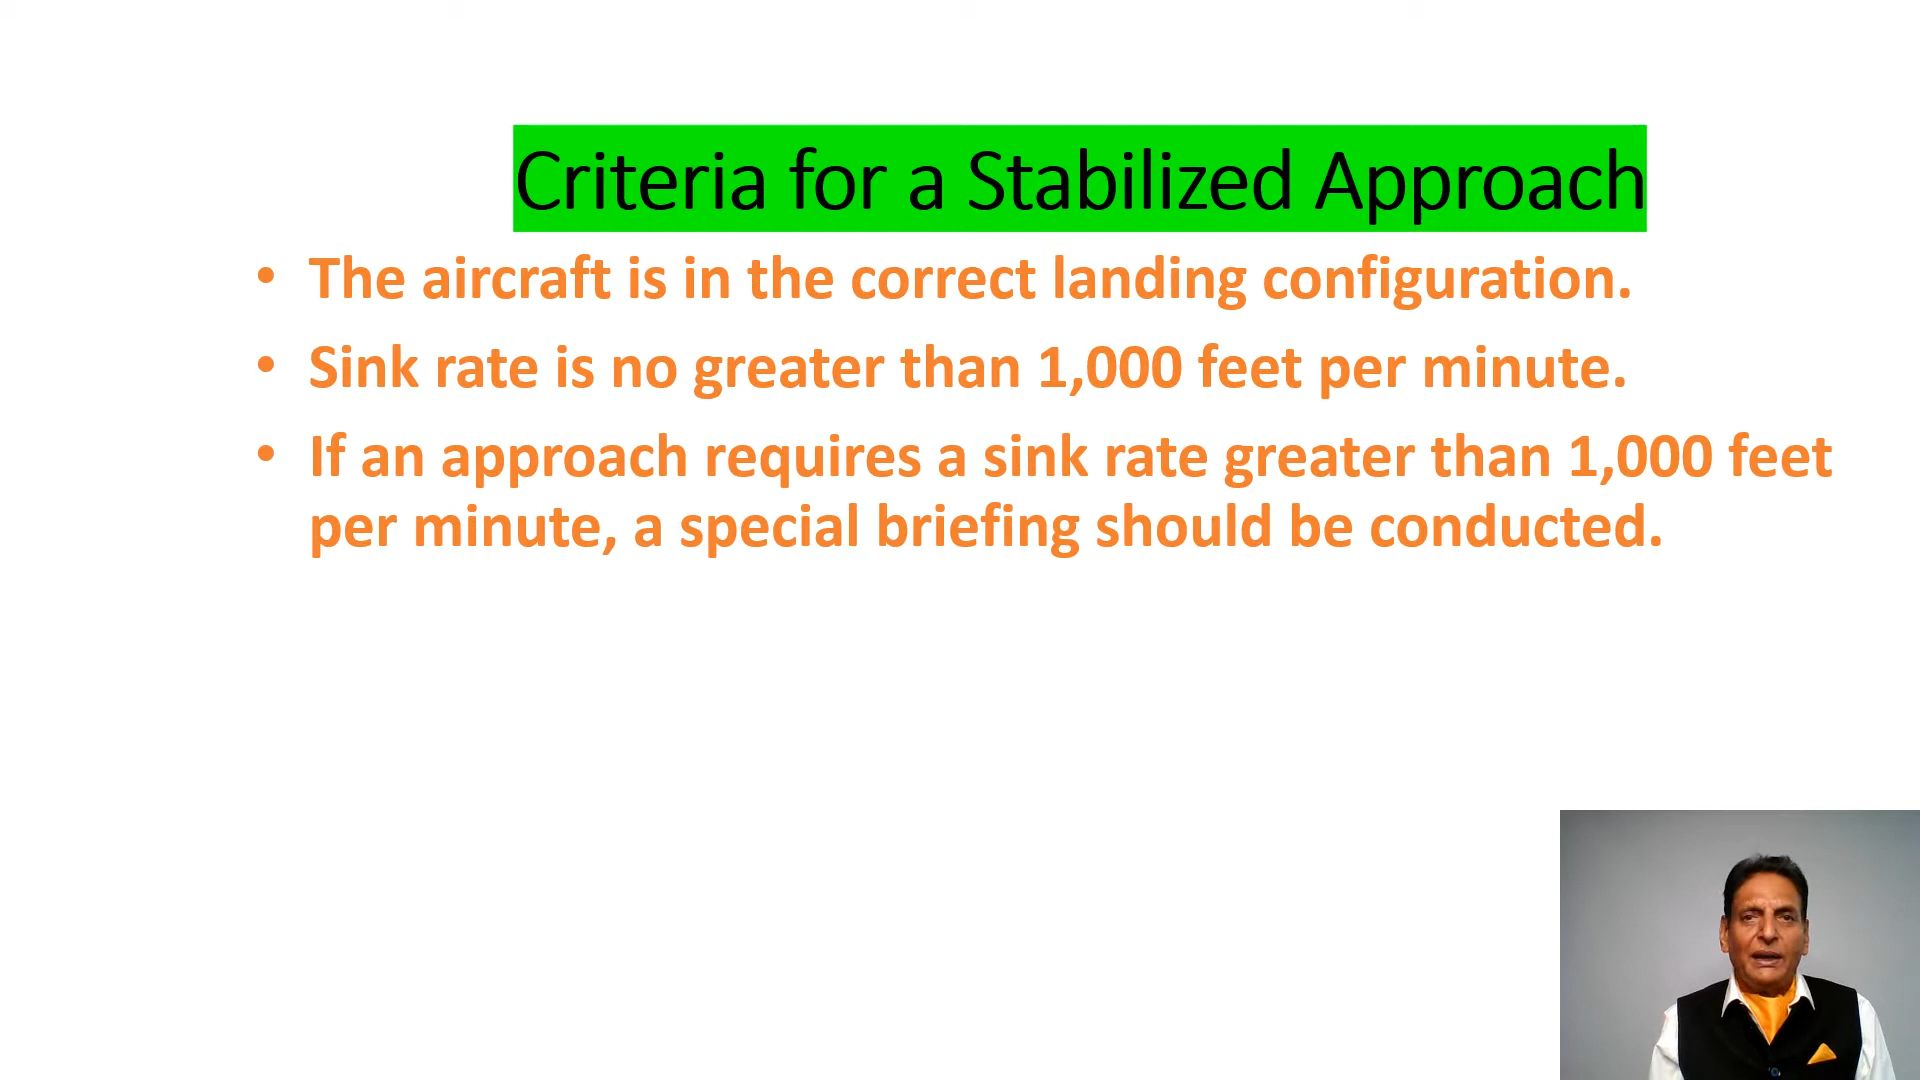 Criteria for a Stabilized Approach
• The aircraft is in the correct landing configuration.
• Sink rate is no greater than 1,000 feet per minute.
• If an approach requires a sink rate greater than 1,000 feet
per minute, a special briefing should be conducted.